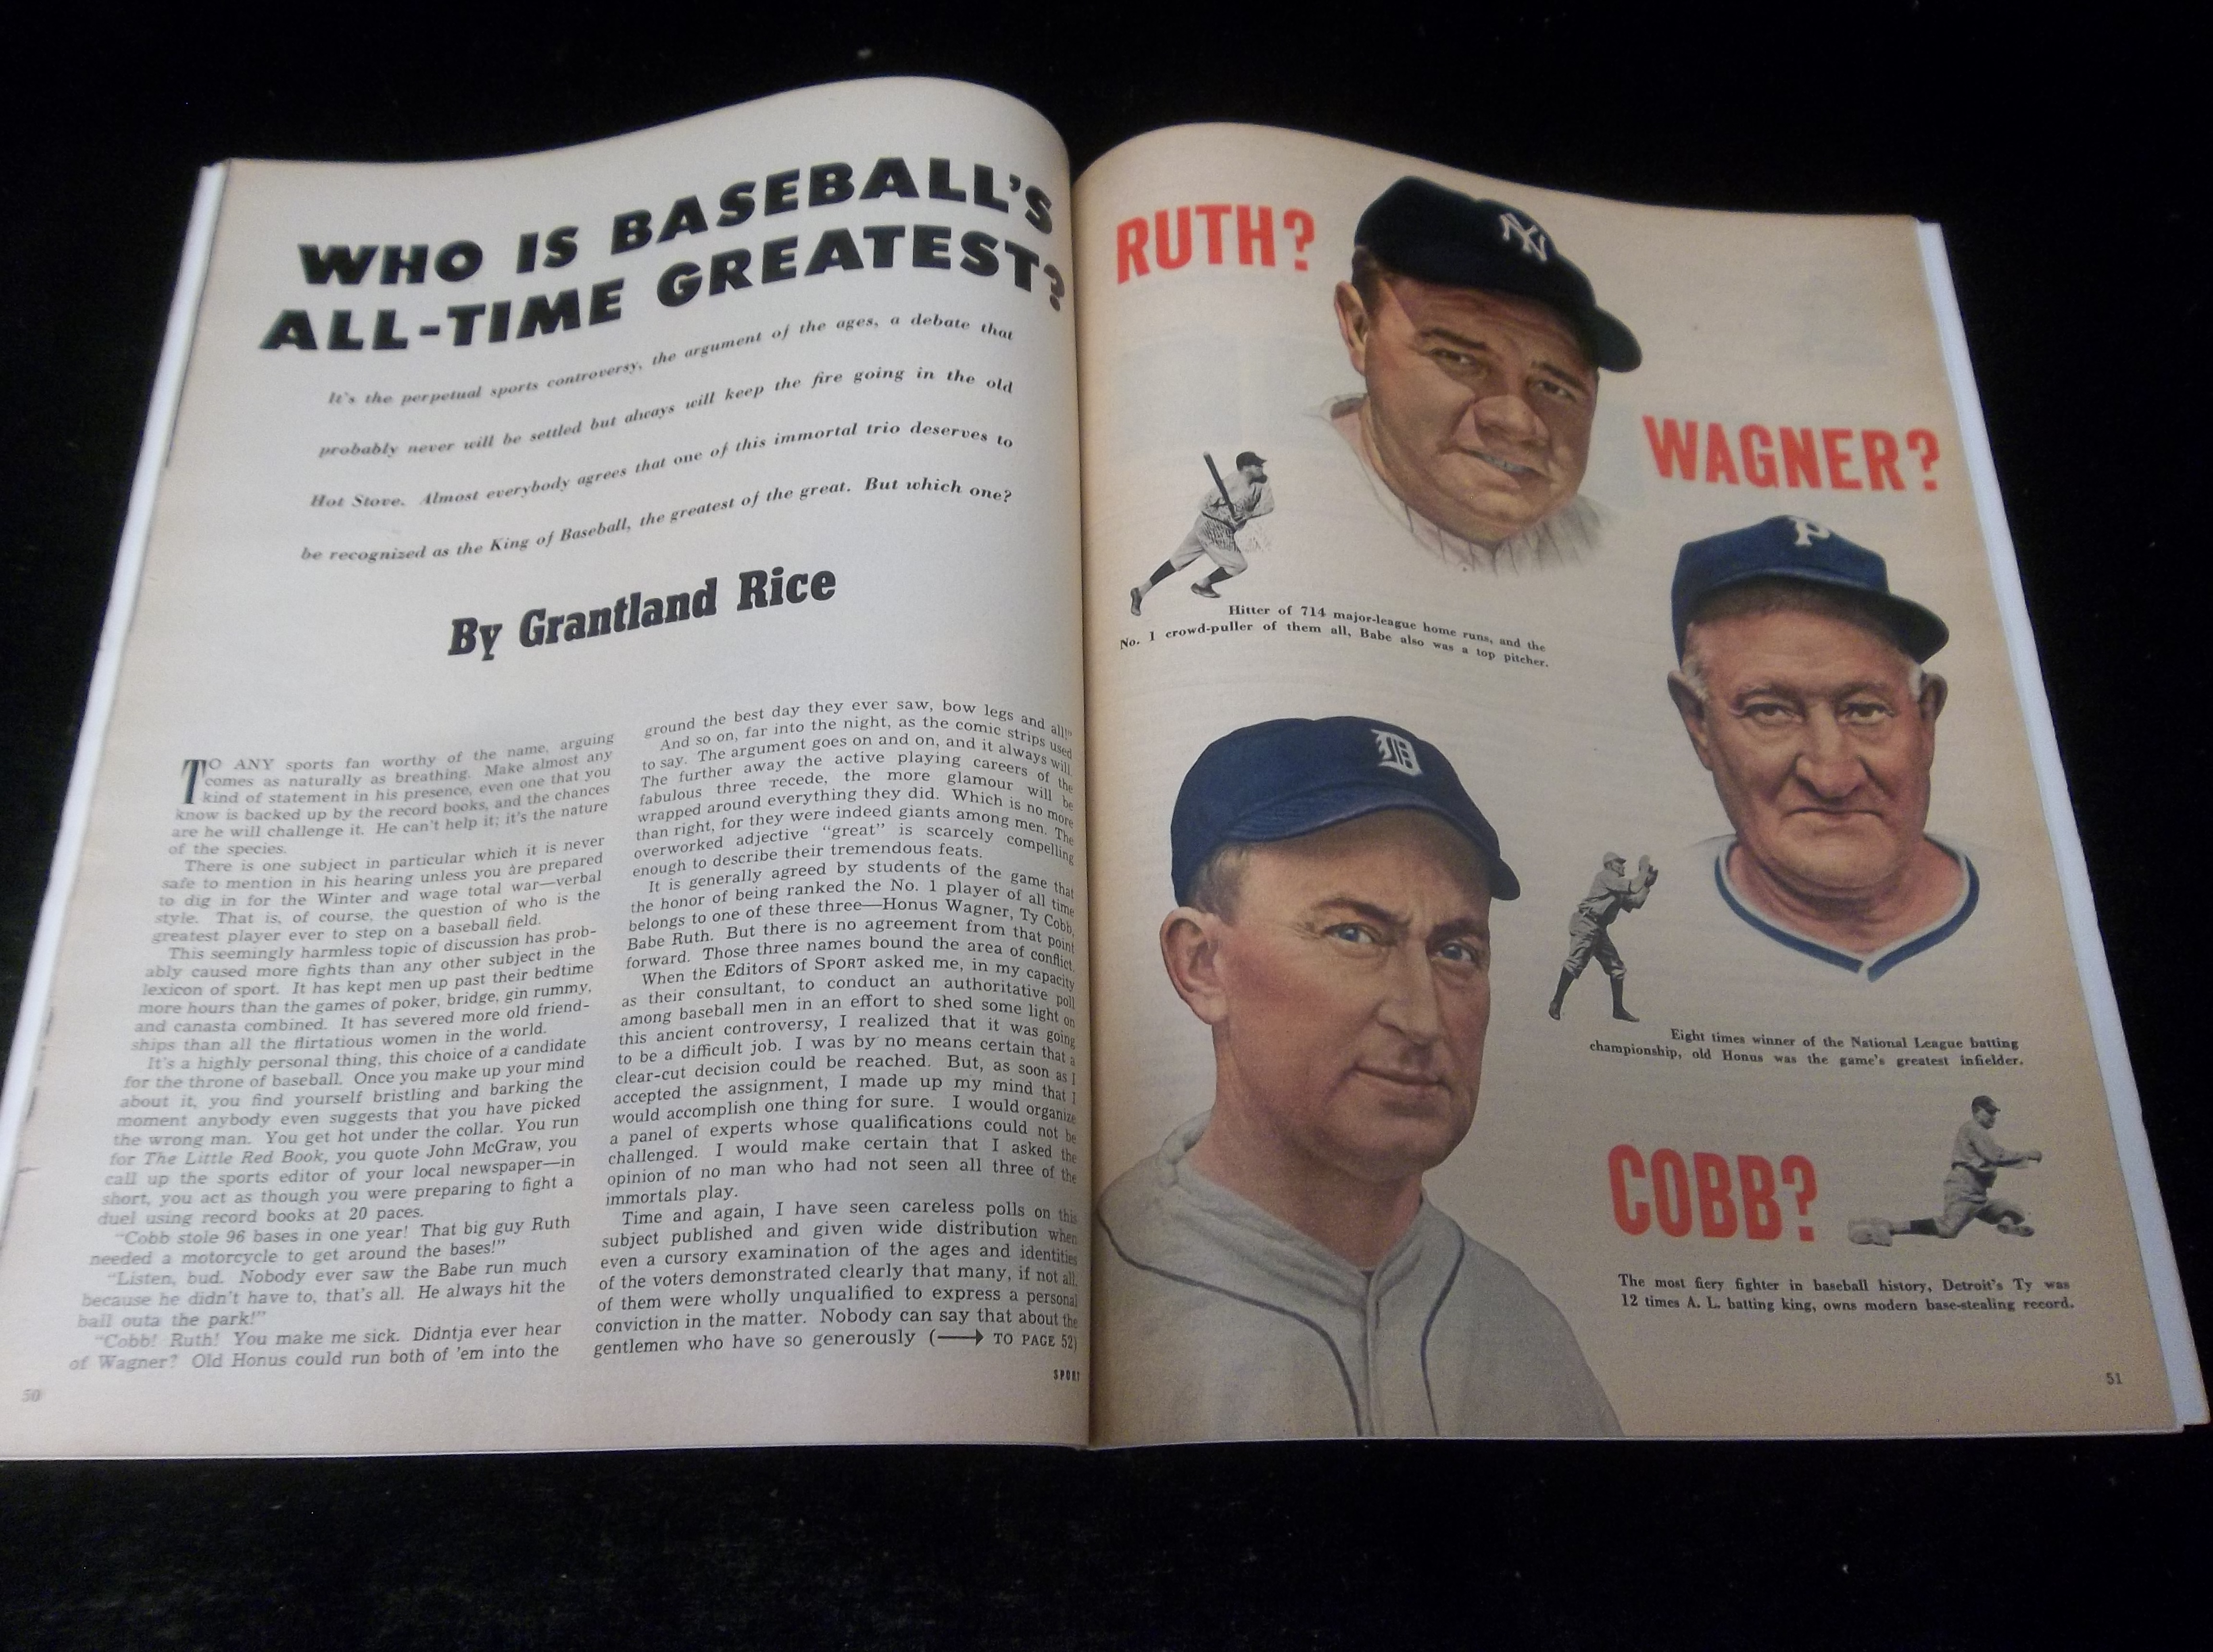 WHO IS BASEBALL'S
ALL-TIME GREATEST?
It's the perpetual sports controversy, the argument of the ages, a debate that
probably never will be settled but always will keep the fire going in the old
Hot Stove. Almost everybody agrees that one of this immortal trio deserves to
be recognized as the King of Baseball, the greatest of the great. But which one?
By Grantland Rice
TO ANY sports fan worthy of the name, arguing
comes as naturally as breathing. Make almost any
kind of statement in his presence, even one that you
know is backed up by the record books, and the chances
are he will challenge it. He can't help it; it's the nature
of the species.
There is one subject in particular which it is never
safe to mention in his hearing unless you are prepared
to dig in for the Winter and wage total war—verbal
style. That is, of course, the question of who is the
greatest player ever to step on a baseball field.
This seemingly harmless topic of discussion has prob-
ably caused more fights than any other subject in the
lexicon of sport. It has kept men up past their bedtime
more hours than the games of poker, bridge, gin rummy,
and canasta combined. It has severed more old friend-
ships than all the flirtatious women in the world.
It's a highly personal thing, this choice of a candidate
for the throne of baseball. Once you make up your mind
about it, you find yourself bristling and barking the
moment anybody even suggests that you have picked
the wrong man. You get hot under the collar. You run
for The Little Red Book, you quote John McGraw, you
call up the sports editor of your local newspaper—in
short, you act as though you were preparing to fight a
duel using record books at 20 paces.
"Cobb stole 96 bases in one year! That big guy Ruth
needed a motorcycle to get around the bases!"
"Listen, bud. Nobody ever saw the Babe run much
because he didn't have to, that's all. He always hit the
ball outa the park!"
"Cobb! Ruth! You make me sick. Didntja ever hear
of Wagner? Old Honus could run both of 'em into the
50
ground the best day they ever saw, bow legs and all!"
And so on, far into the night, as the comic strips used
to say. The argument goes on and on, and it always will.
The further away the active playing careers of the
fabulous three recede, the more glamour will be
wrapped around everything they did. Which is no more
than right, for they were indeed giants among men. The
overworked adjective "great" is scarcely compelling
enough to describe their tremendous feats.
It is generally agreed by students of the game that
the honor of being ranked the No. 1 player of all time
belongs to one of these three—Honus Wagner, Ty Cobb,
Babe Ruth. But there is no agreement from that point
forward. Those three names bound the area of conflict.
When the Editors of SPORT asked me, in my capacity
as their consultant, to conduct an authoritative poll
among baseball men in an effort to shed some light on
this ancient controversy, I realized that it was going
to be a difficult job. I was by no means certain that a
clear-cut decision could be reached. But, as soon as I
accepted the assignment, I made up my mind that I
would accomplish one thing for sure. I would organize
a panel of experts whose qualifications could not be
challenged. I would make certain that I asked the
opinion of no man who had not seen all three of the
immortals play.
Time and again, I have seen careless polls on this
subject published and given wide distribution when
even a cursory examination of the ages and identities
of the voters demonstrated clearly that many, if not all,
of them were wholly unqualified to express a personal
conviction in the matter. Nobody can say that about the
gentlemen who have so generously (⟶ TO PAGE 52)
SPORT
RUTH?
NY
Hitter of 714 major-league home runs, and the
No. 1 crowd-puller of them all, Babe also was a top pitcher.
WAGNER?
P
Eight times winner of the National League batting
championship, old Honus was the game's greatest infielder.
D
COBB?
The most fiery fighter in baseball history, Detroit's Ty was
12 times A. L. batting king, owns modern base-stealing record.
51